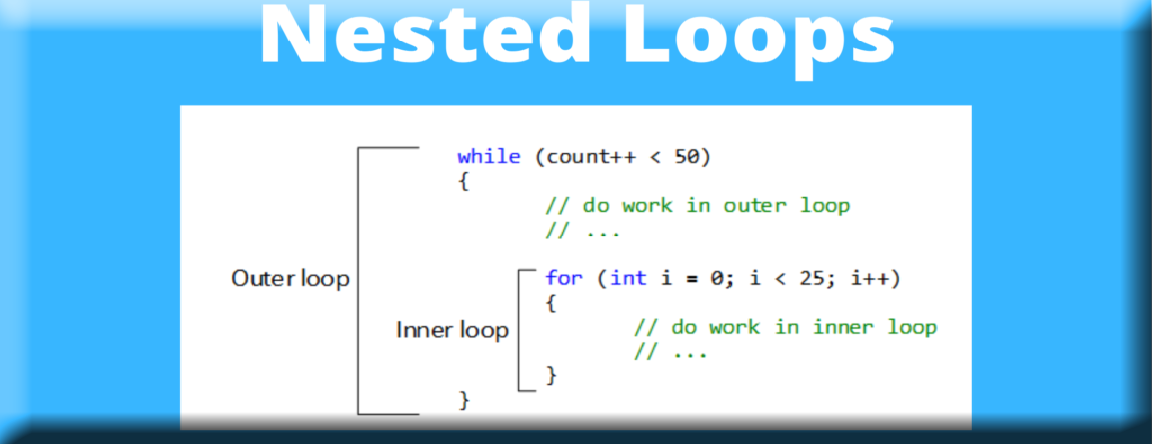 Nested Loops
while (count++ < 50)
{
// do work in outer loop
// ...
Outer loop
for (int i = 0; i < 25; i++)
{
Inner loop
// do work in inner loop
// ...
}
}